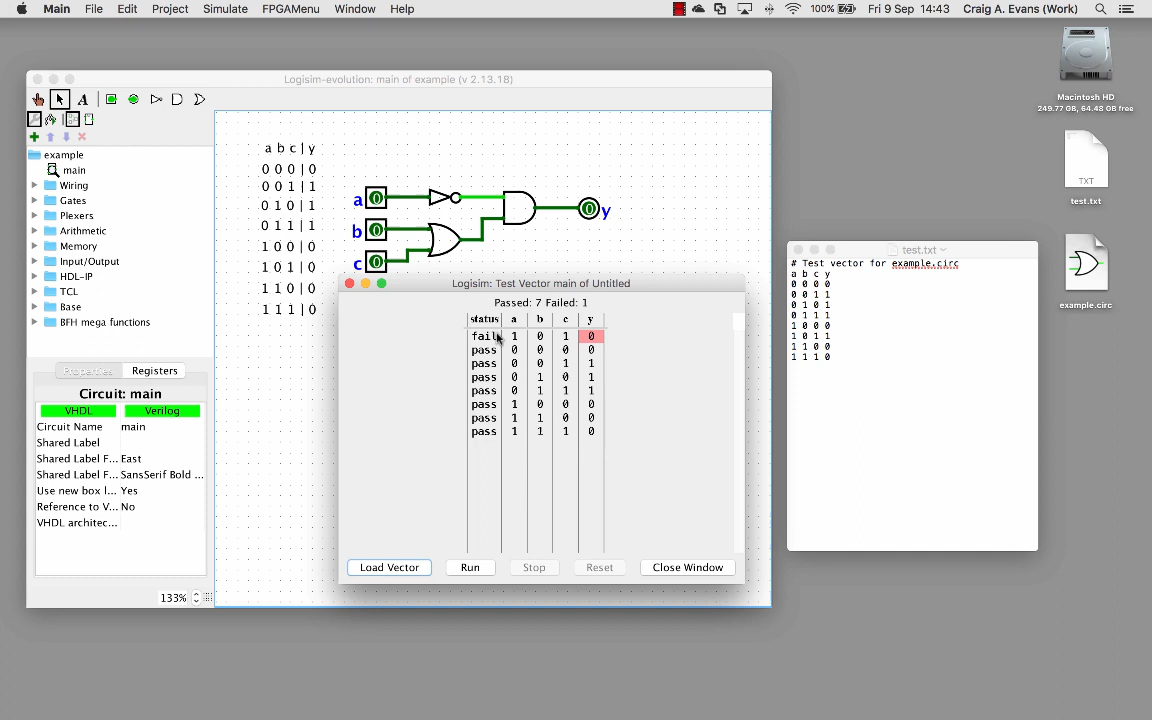 Main File Edit Project Simulate FPGAMenu Window Help 100% Fri 9 Sep 14:43 Craig A. Evans (Work)
Macintosh HD
249.77 GB, 64.48 GB free
TXT
test.txt
example.circ
Logisim-evolution: main of example (v 2.13.18)
A
example
main
Wiring
Gates
Plexers
Arithmetic
Memory
Input/Output
HDL-IP
TCL
Base
BFH mega functions
Properties Registers
Circuit: main
VHDL Verilog
Circuit Name main
Shared Label
Shared Label F... East
Shared Label F... SansSerif Bold ...
Use new box l... Yes
Reference to V... No
VHDL architec...
133%
a b c | y
0 0 0 | 0
0 0 1 | 1
0 1 0 | 1
0 1 1 | 1
1 0 0 | 0
1 0 1 | 0
1 1 0 | 0
1 1 1 | 0
a 0
b 0
c 0
0 y
Logisim: Test Vector main of Untitled
Passed: 7 Failed: 1
status a b c y
fail 1 0 1 0
pass 0 0 0 0
pass 0 0 1 1
pass 0 1 0 1
pass 0 1 1 1
pass 1 0 0 0
pass 1 1 0 0
pass 1 1 1 0
Load Vector Run Stop Reset Close Window
test.txt
# Test vector for example.circ
a b c y
0 0 0 0
0 0 1 1
0 1 0 1
0 1 1 1
1 0 0 0
1 0 1 1
1 1 0 0
1 1 1 0